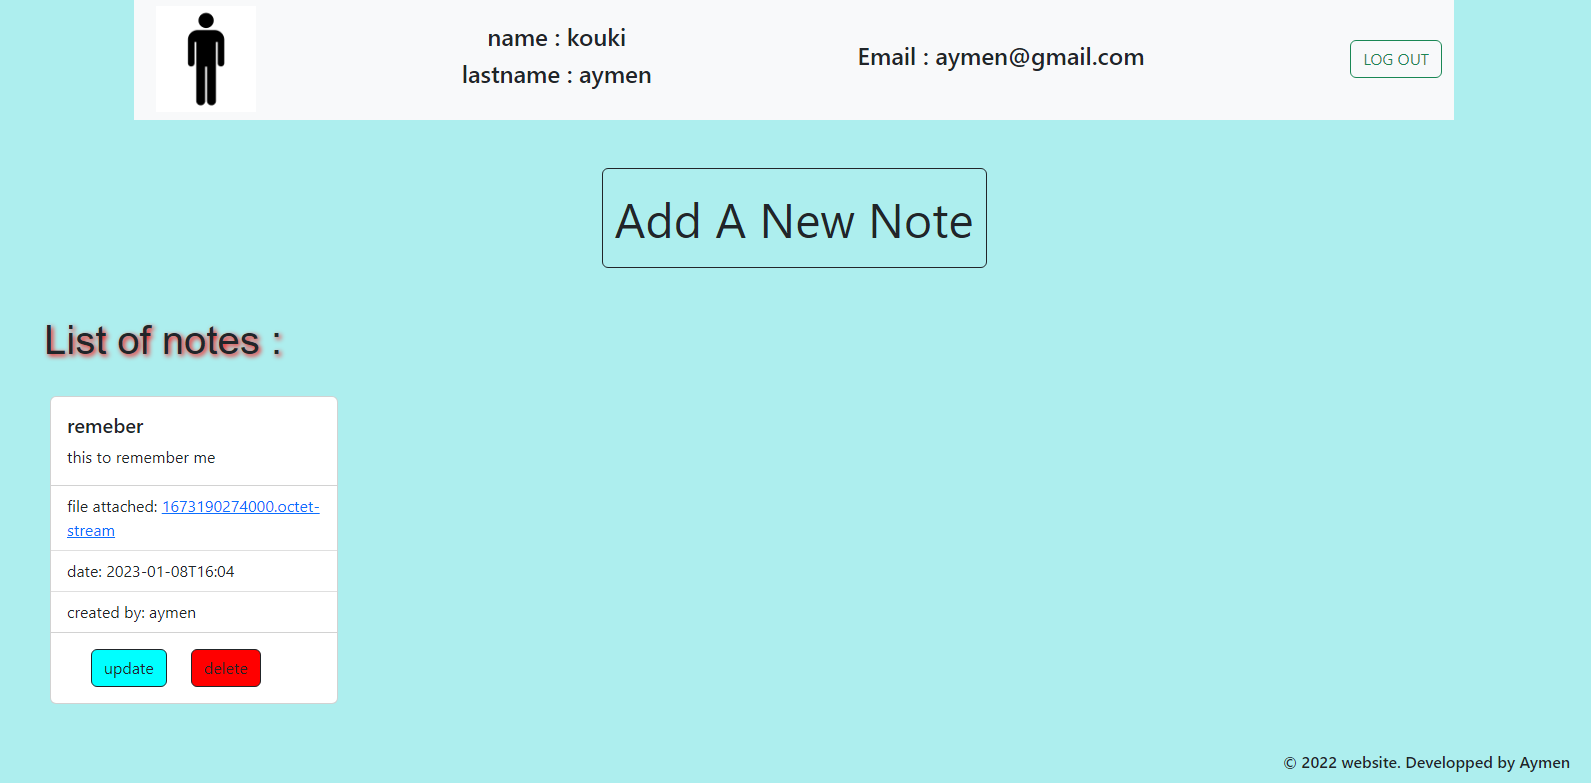 name : kouki
lastname : aymen
Email : aymen@gmail.com
LOG OUT
Add A New Note
List of notes :
remeber
this to remember me
file attached: 1673190274000.octet-
stream
date: 2023-01-08T16:04
created by: aymen
update
delete
© 2022 website. Developped by Aymen